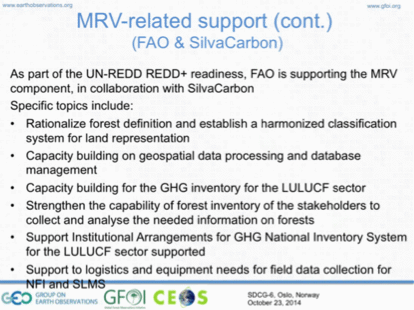 www.earthobservations.org
www.gfoi.org
MRV-related support (cont.)
(FAO & SilvaCarbon)
As part of the UN-REDD REDD+ readiness, FAO is supporting the MRV
component, in collaboration with SilvaCarbon
Specific topics include:
• Rationalize forest definition and establish a harmonized classification
system for land representation
• Capacity building on geospatial data processing and database
management
• Capacity building for the GHG inventory for the LULUCF sector
• Strengthen the capability of forest inventory of the stakeholders to
collect and analyse the needed information on forests
• Support Institutional Arrangements for GHG National Inventory System
for the LULUCF sector supported
• Support to logistics and equipment needs for field data collection for
NFI and SLMS
GEO GROUP ON
EARTH OBSERVATIONS
GFOI
CEOS
SDCG-6, Oslo, Norway
October 23, 2014